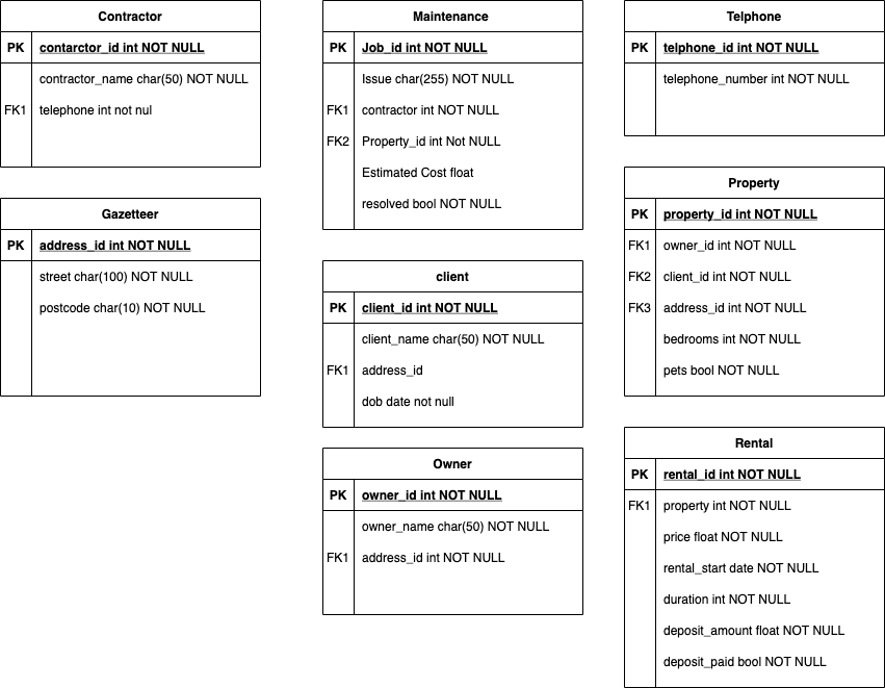 Contractor
PK contarctor_id int NOT NULL
contractor_name char(50) NOT NULL
FK1 telephone int not nul
Gazetteer
PK address_id int NOT NULL
street char(100) NOT NULL
postcode char(10) NOT NULL
Maintenance
PK Job_id int NOT NULL
Issue char(255) NOT NULL
FK1 contractor int NOT NULL
FK2 Property_id int Not NULL
Estimated Cost float
resolved bool NOT NULL
client
PK client_id int NOT NULL
client_name char(50) NOT NULL
FK1 address_id
dob date not null
Owner
PK owner_id int NOT NULL
owner_name char(50) NOT NULL
FK1 address_id int NOT NULL
Telphone
PK telphone_id int NOT NULL
telephone_number int NOT NULL
Property
PK property_id int NOT NULL
FK1 owner_id int NOT NULL
FK2 client_id int NOT NULL
FK3 address_id int NOT NULL
bedrooms int NOT NULL
pets bool NOT NULL
Rental
PK rental_id int NOT NULL
FK1 property int NOT NULL
price float NOT NULL
rental_start date NOT NULL
duration int NOT NULL
deposit_amount float NOT NULL
deposit_paid bool NOT NULL